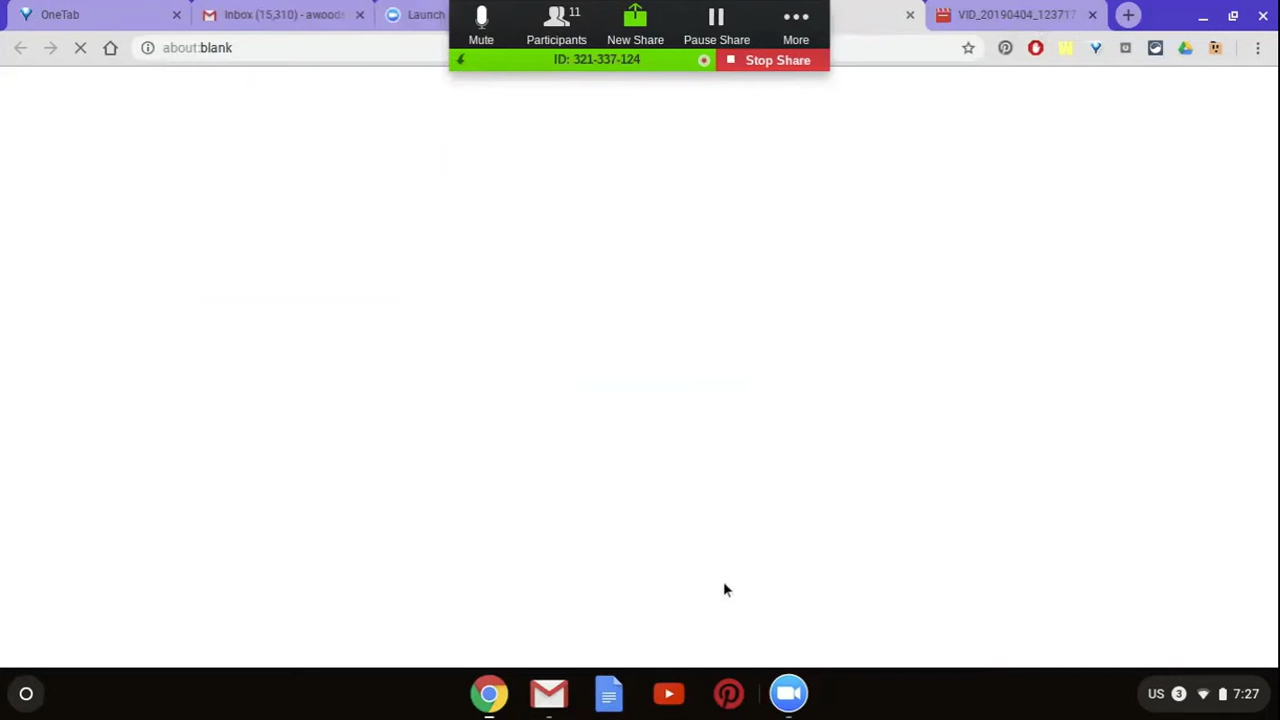 OneTab
Inbox (15,310) - awoods
Launch
VID_20190404_123717
about:blank
Mute
Participants 11
New Share
Pause Share
More
ID: 321-337-124
Stop Share
US 3 7:27